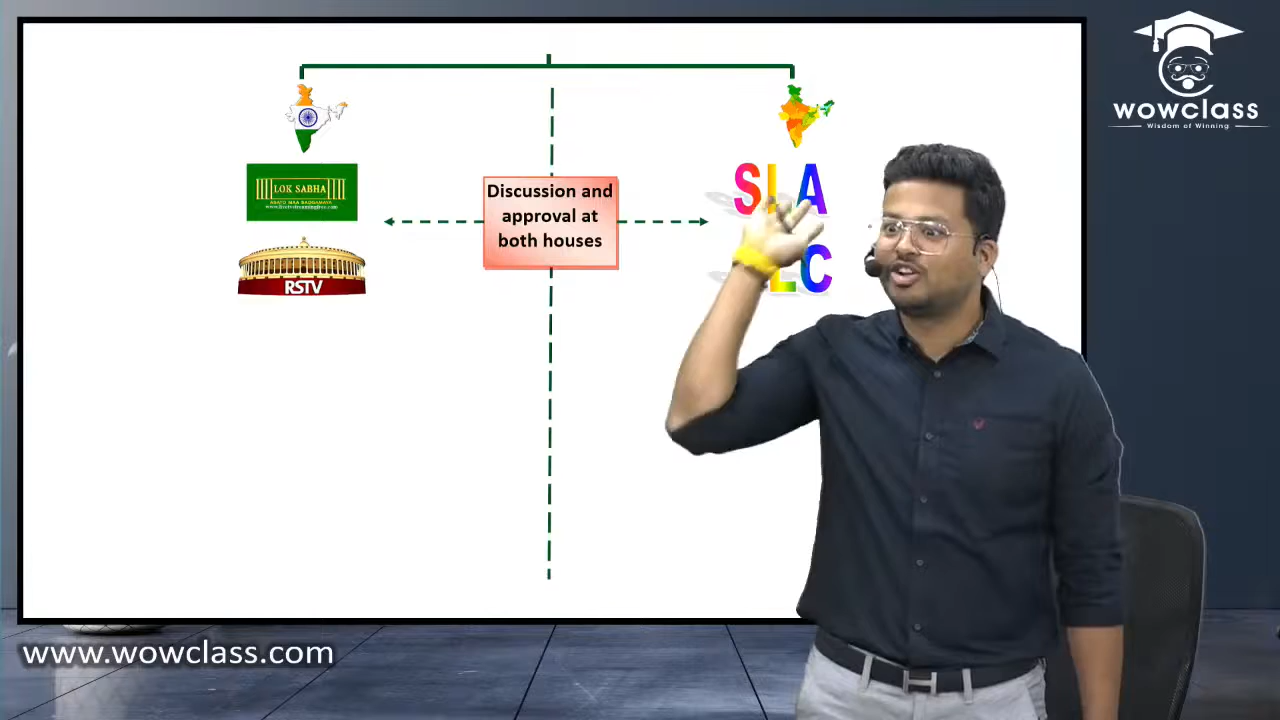 wowclass
Wisdom of Winning
LOK SABHA
RSTV
Discussion and
approval at
both houses
SLA
LC
www.wowclass.com